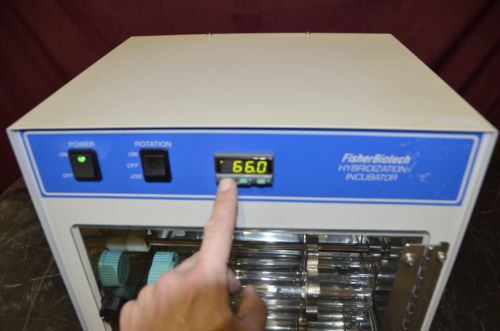 POWER
ON
OFF
ROTATION
ON
OFF
JOG
66.0
FisherBiotech
HYBRIDIZATION
INCUBATOR